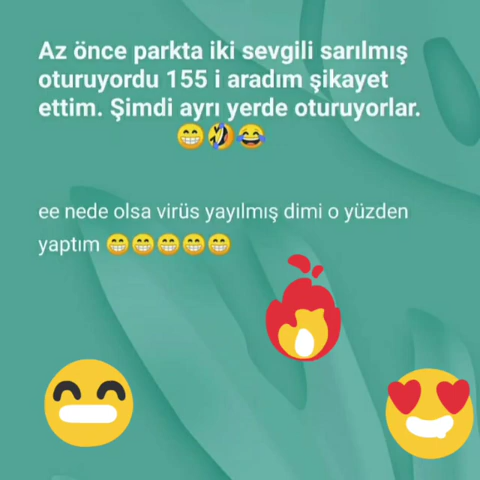 Az önce parkta iki sevgili sarılmış
oturuyordu 155 i aradım şikayet
ettim. Şimdi ayrı yerde oturuyorlar.
😁🤣😂
ee nede olsa virüs yayılmış dimi o yüzden
yaptım 😁😁😁😁😁